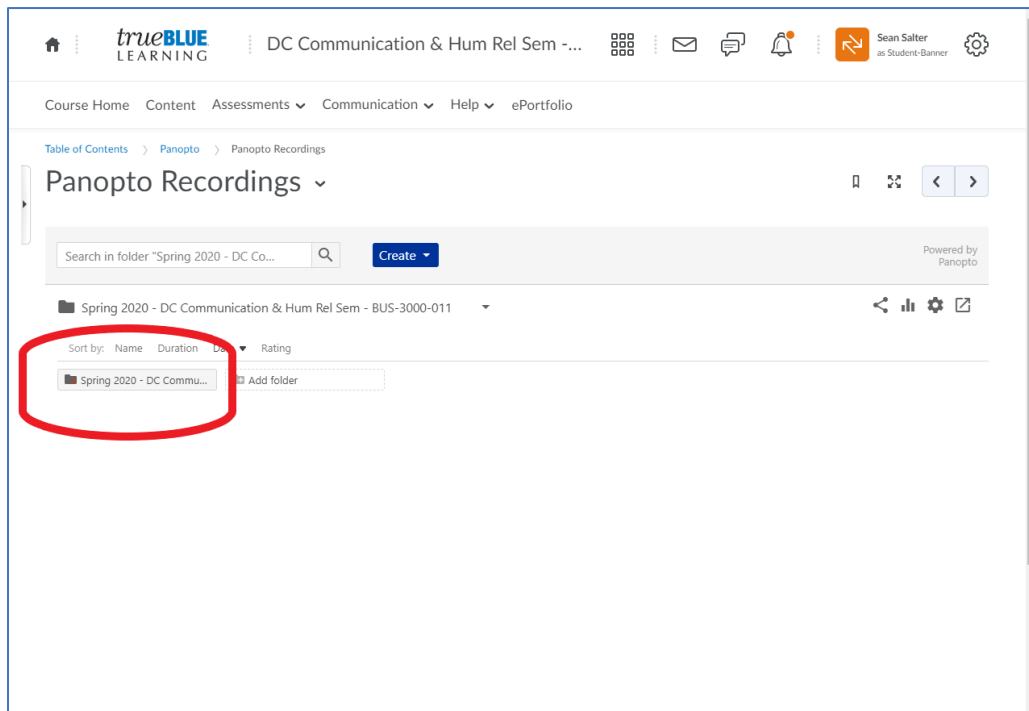 trueBLUE
LEARNING
DC Communication & Hum Rel Sem -...
Sean Salter
as Student-Banner
Course Home Content Assessments Communication Help ePortfolio
Table of Contents Panopto Panopto Recordings
Panopto Recordings
Search in folder "Spring 2020 - DC Co... Create
Powered by
Panopto
Spring 2020 - DC Communication & Hum Rel Sem - BUS-3000-011
Sort by: Name Duration Rating
Spring 2020 - DC Commu... Add folder